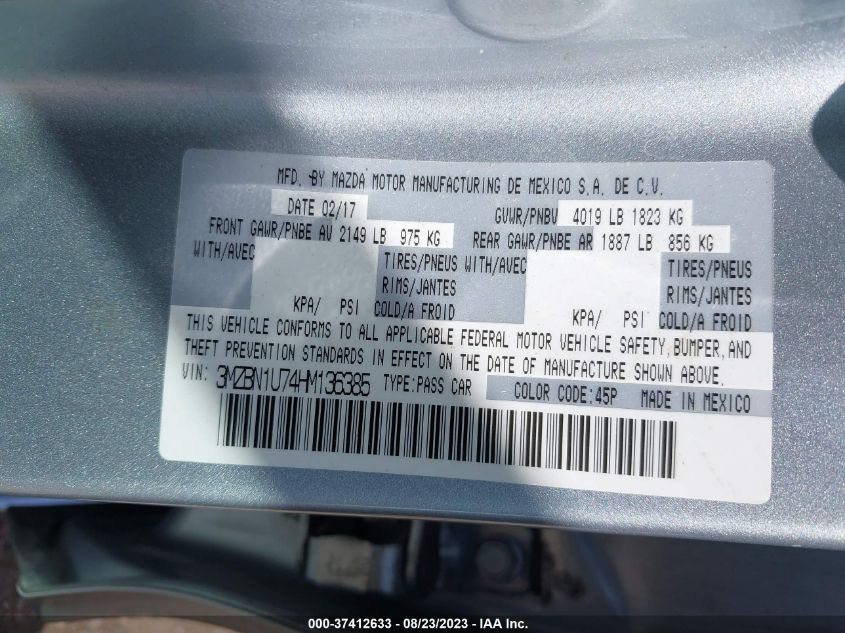 MFD. BY MAZDA MOTOR MANUFACTURING DE MEXICO S.A. DE C.V.
DATE 02/17 GVWR/PNBV 4019 LB 1823 KG
FRONT GAWR/PNBE AV 2149 LB 975 KG REAR GAWR/PNBE AR 1887 LB 856 KG
WITH/AVEC TIRES/PNEUS WITH/AVEC TIRES/PNEUS
RIMS/JANTES RIMS/JANTES
KPA/ PSI COLD/A FROID KPA/ PSI COLD/A FROID
THIS VEHICLE CONFORMS TO ALL APPLICABLE FEDERAL MOTOR VEHICLE SAFETY, BUMPER, AND
THEFT PREVENTION STANDARDS IN EFFECT ON THE DATE OF MANUFACTURE SHOWN ABOVE.
VIN: 3MZBN1U74HM136385 TYPE:PASS CAR COLOR CODE:45P MADE IN MEXICO
000-37412633 / 08/23/2023 - IAA Inc.